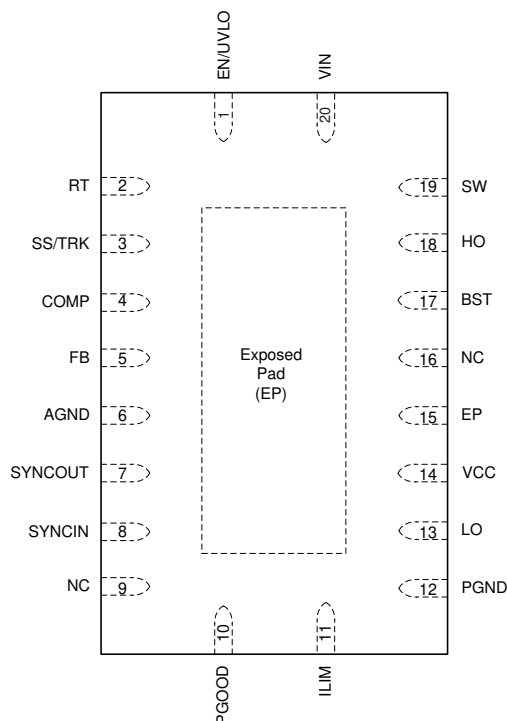 EN/UVLO
VIN
1
20
RT 2
19 SW
SS/TRK 3
18 HO
COMP 4
17 BST
FB 5
16 NC
Exposed
Pad
(EP)
AGND 6
15 EP
SYNCOUT 7
14 VCC
SYNCIN 8
13 LO
NC 9
12 PGND
10
11
PGOOD
ILIM